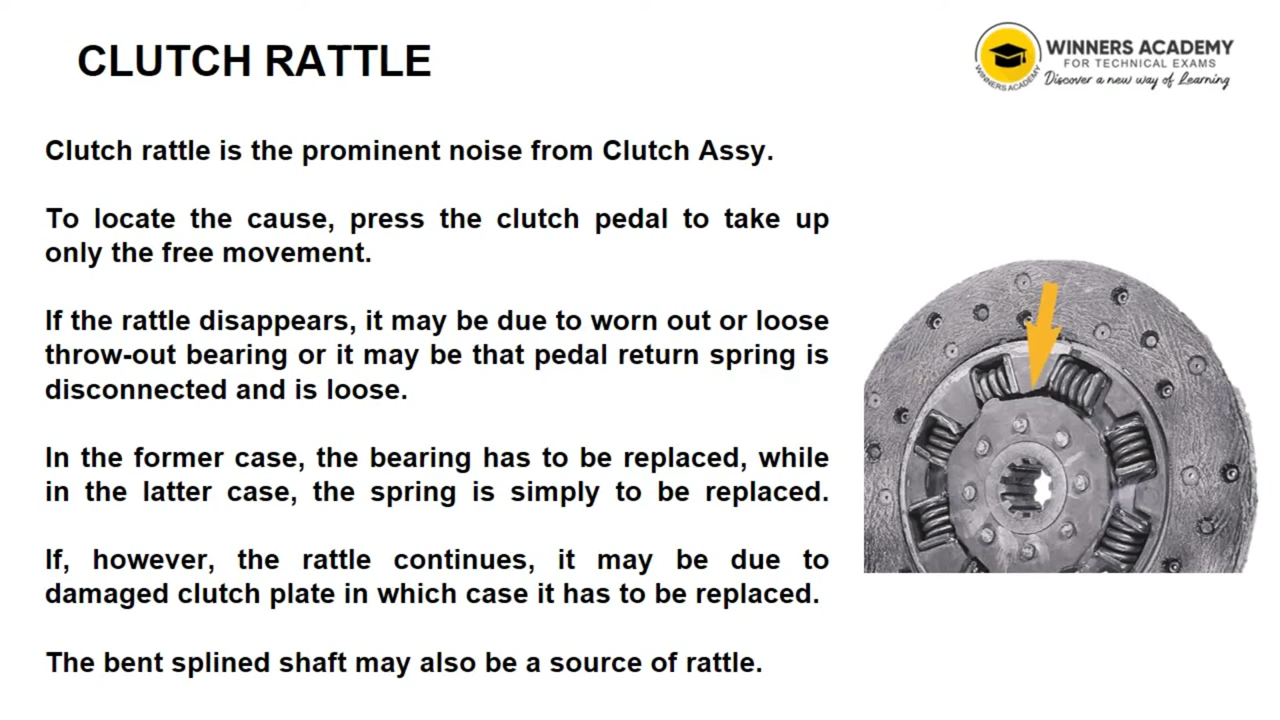 CLUTCH RATTLE
WINNERS ACADEMY
FOR TECHNICAL EXAMS
Discover a new way of Learning
WINNERS ACADEMY
Clutch rattle is the prominent noise from Clutch Assy.
To locate the cause, press the clutch pedal to take up
only the free movement.
If the rattle disappears, it may be due to worn out or loose
throw-out bearing or it may be that pedal return spring is
disconnected and is loose.
In the former case, the bearing has to be replaced, while
in the latter case, the spring is simply to be replaced.
If, however, the rattle continues, it may be due to
damaged clutch plate in which case it has to be replaced.
The bent splined shaft may also be a source of rattle.